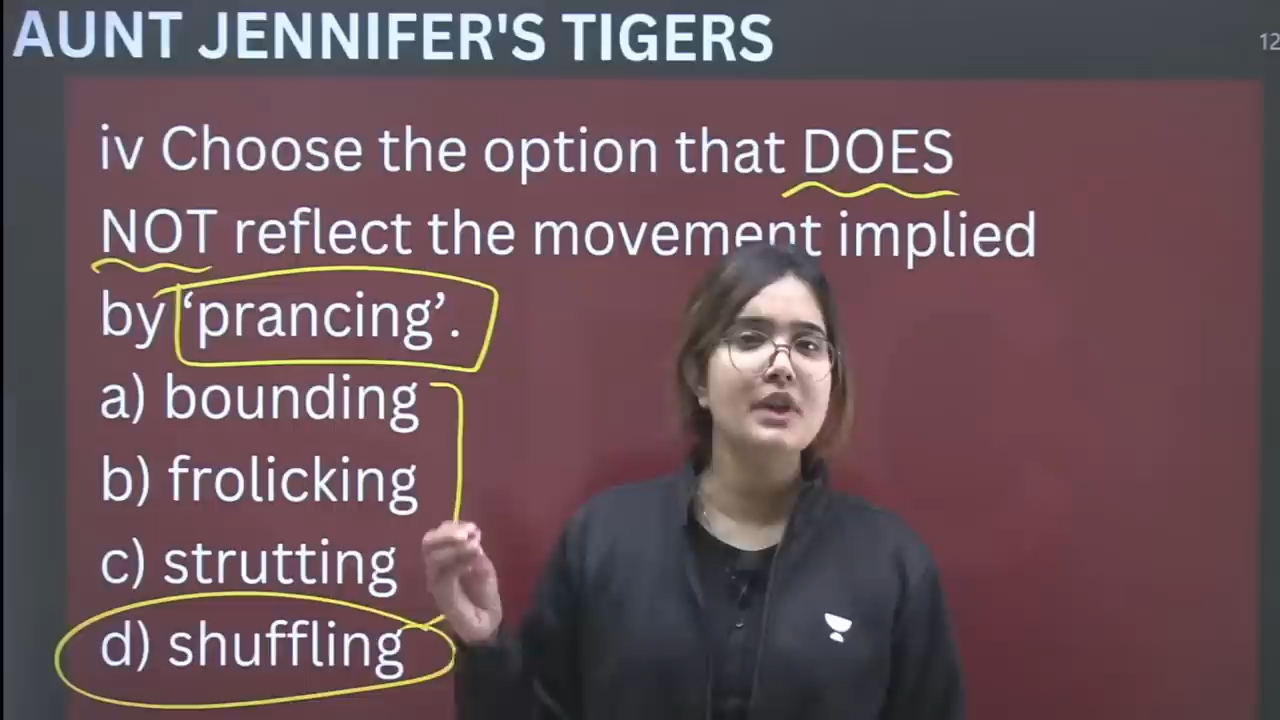 AUNT JENNIFER'S TIGERS
12
iv Choose the option that DOES
NOT reflect the movement implied
by ‘prancing’.
a) bounding
b) frolicking
c) strutting
d) shuffling